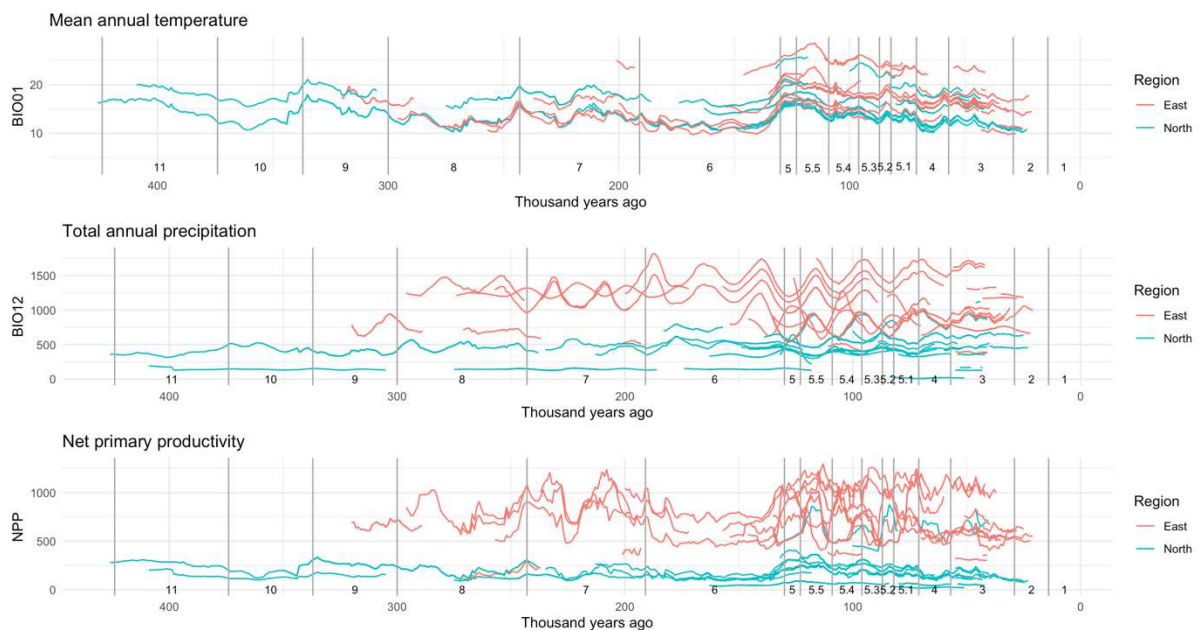 Mean annual temperature
BIO01
20
10
11 10 9 8 7 6 5 5.5 5.4 5.3 5.2 5.1 4 3 2 1
400 300 200 100 0
Thousand years ago
Region
East
North
Total annual precipitation
BIO12
1500
1000
500
0
11 10 9 8 7 6 5 5.5 5.4 5.3 5.2 5.1 4 3 2 1
400 300 200 100 0
Thousand years ago
Region
East
North
Net primary productivity
NPP
1000
500
0
11 10 9 8 7 6 5 5.5 5.4 5.3 5.2 5.1 4 3 2 1
400 300 200 100 0
Thousand years ago
Region
East
North